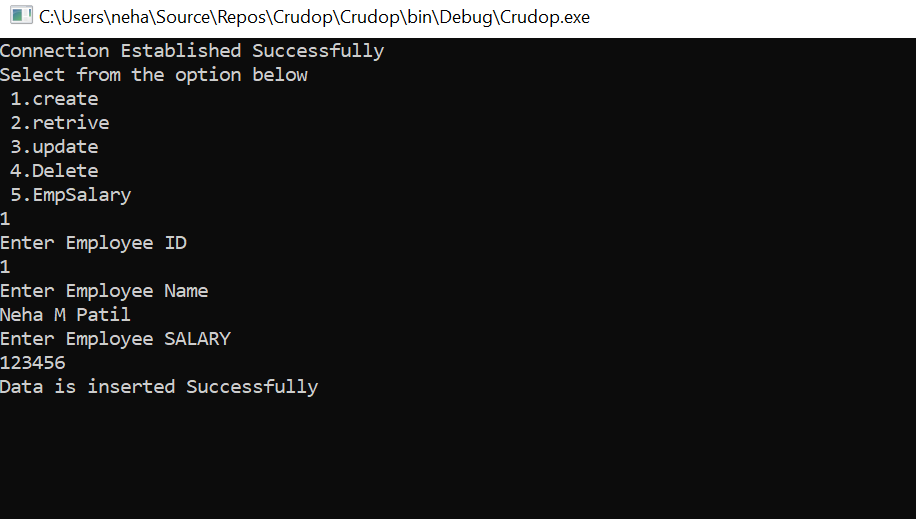 C:\Users\neha\Source\Repos\Crudop\Crudop\bin\Debug\Crudop.exe
Connection Established Successfully
Select from the option below
1.create
2.retrive
3.update
4.Delete
5.EmpSalary
1
Enter Employee ID
1
Enter Employee Name
Neha M Patil
Enter Employee SALARY
123456
Data is inserted Successfully